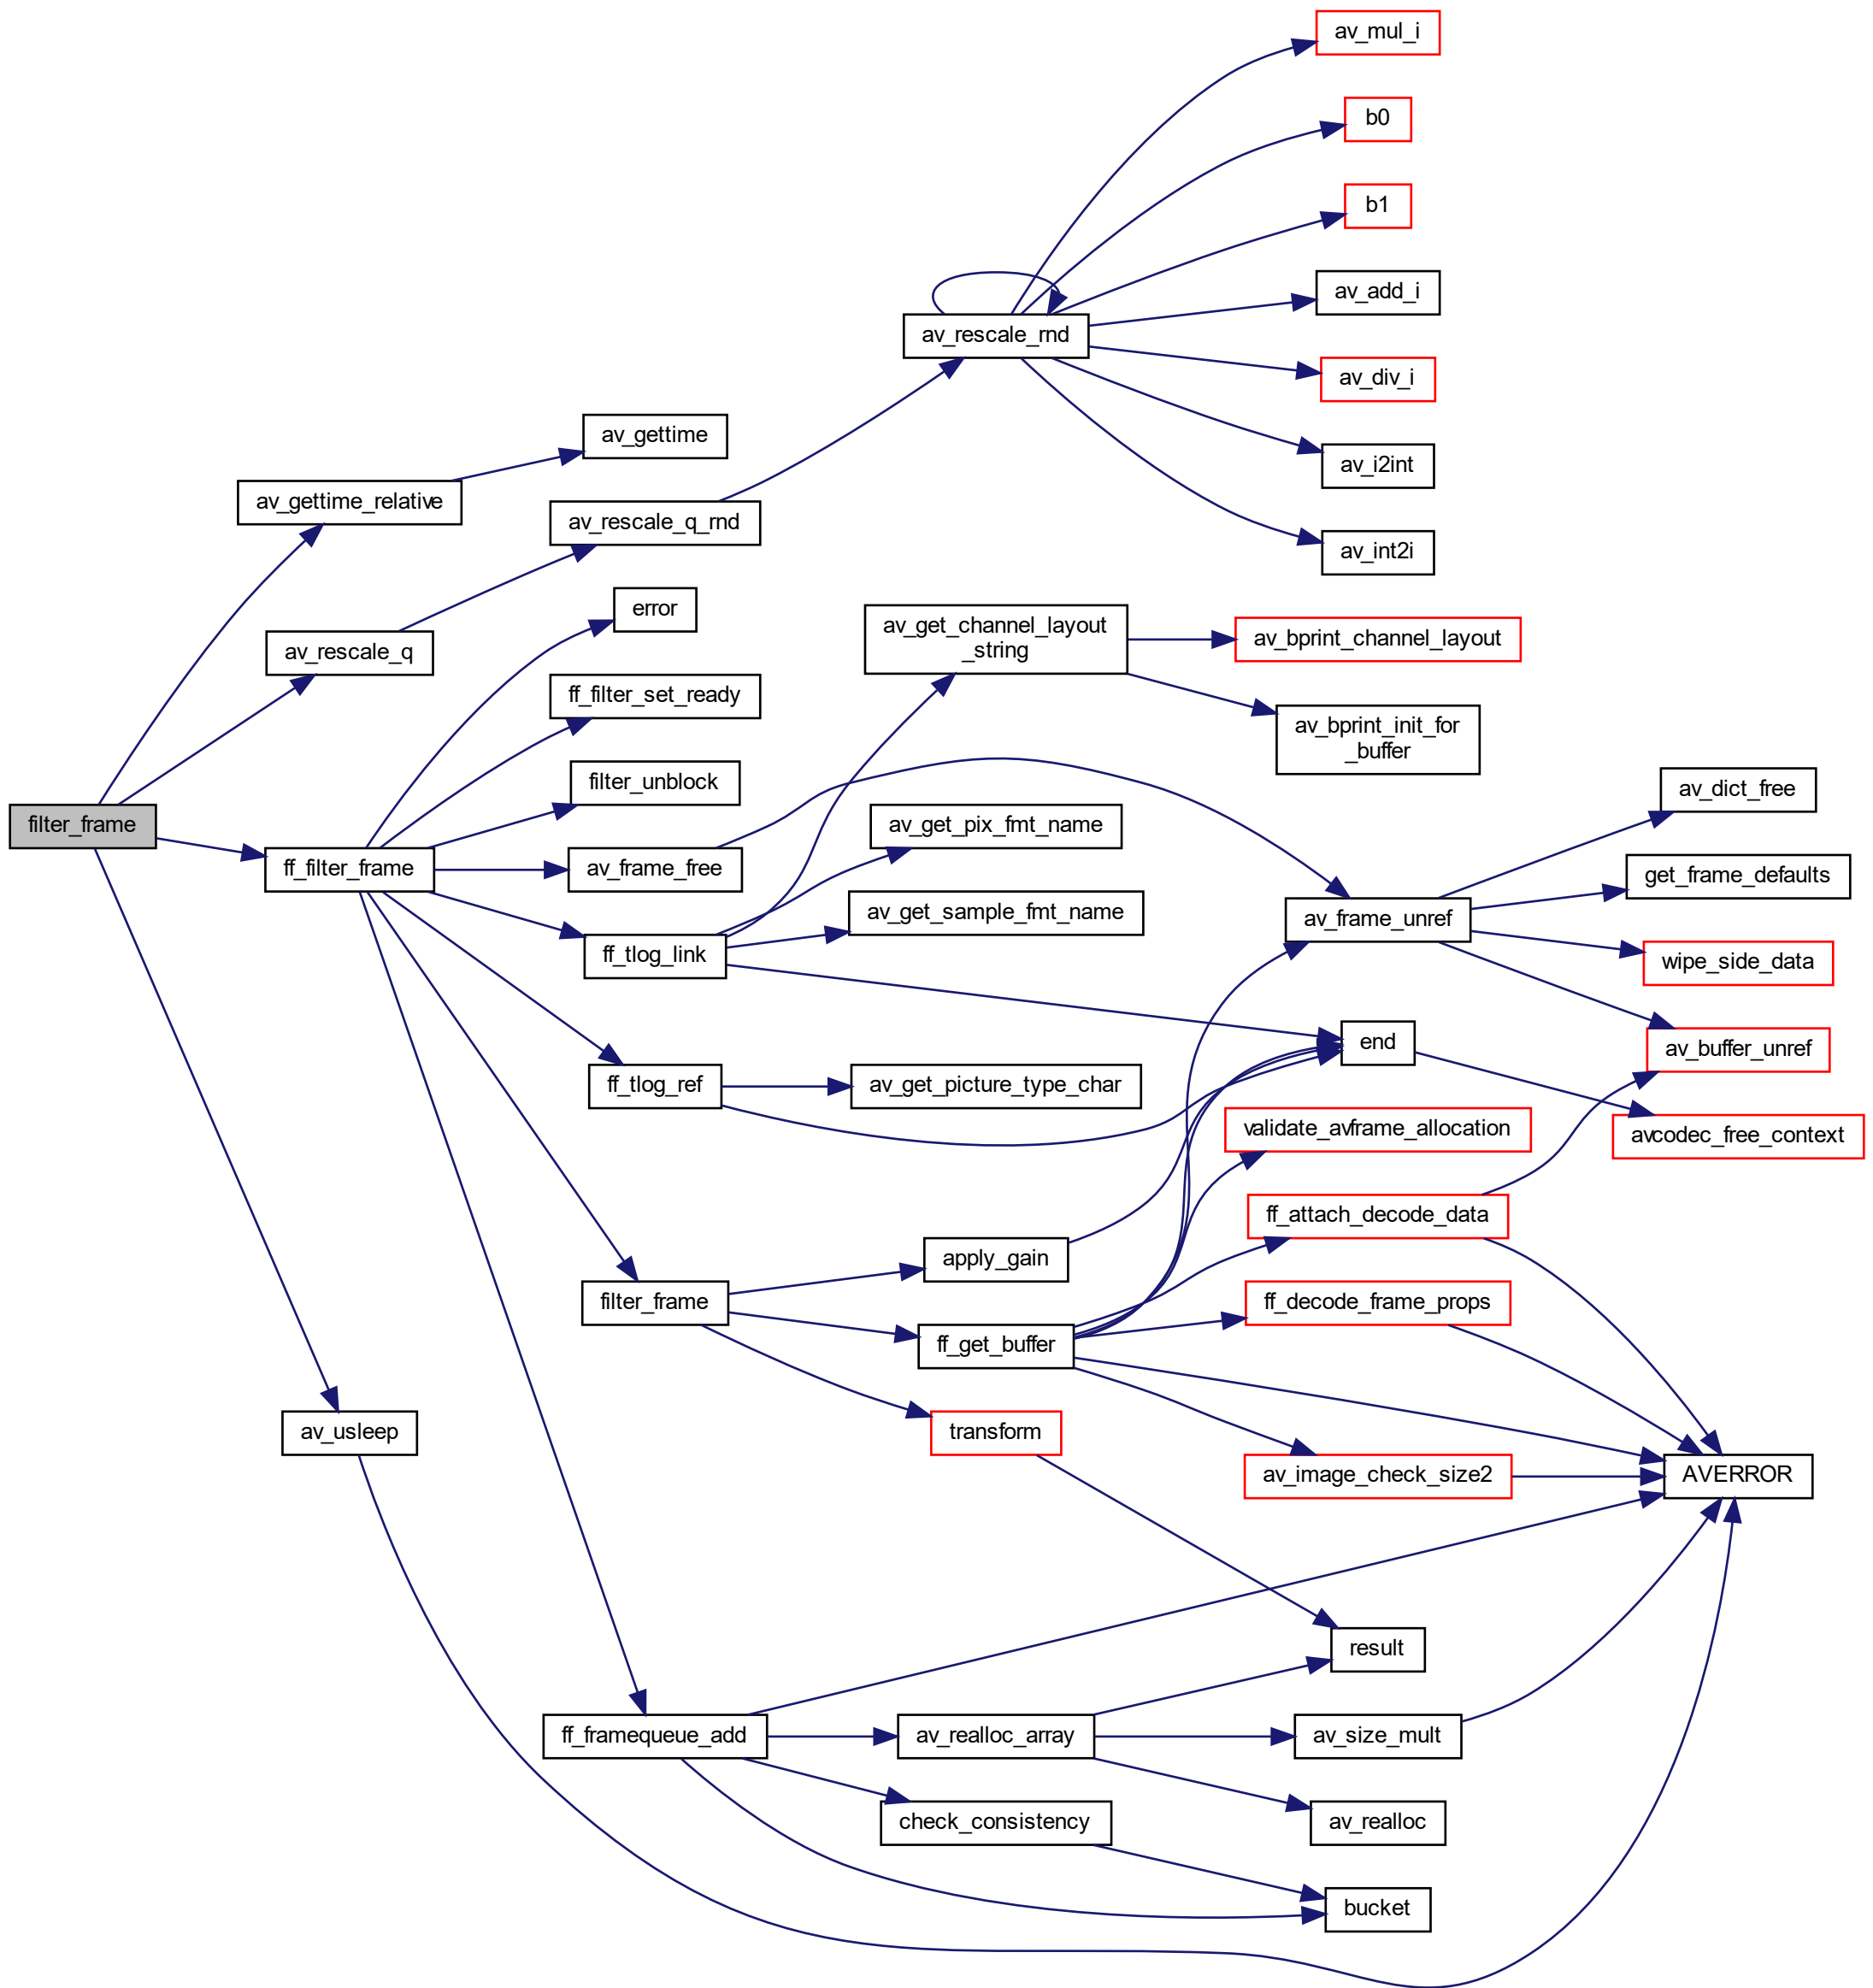 av_mul_i
b0
b1
av_add_i
av_rescale_rnd
av_div_i
av_gettime
av_i2int
av_gettime_relative
av_rescale_q_rnd
av_int2i
error
av_get_channel_layout
_string
av_bprint_channel_layout
av_rescale_q
ff_filter_set_ready
av_bprint_init_for
_buffer
filter_unblock
av_dict_free
filter_frame
av_get_pix_fmt_name
ff_filter_frame
av_frame_free
get_frame_defaults
av_get_sample_fmt_name
av_frame_unref
ff_tlog_link
wipe_side_data
end
av_buffer_unref
ff_tlog_ref
av_get_picture_type_char
validate_avframe_allocation
avcodec_free_context
ff_attach_decode_data
apply_gain
filter_frame
ff_decode_frame_props
ff_get_buffer
av_usleep
transform
av_image_check_size2
AVERROR
result
ff_framequeue_add
av_realloc_array
av_size_mult
check_consistency
av_realloc
bucket